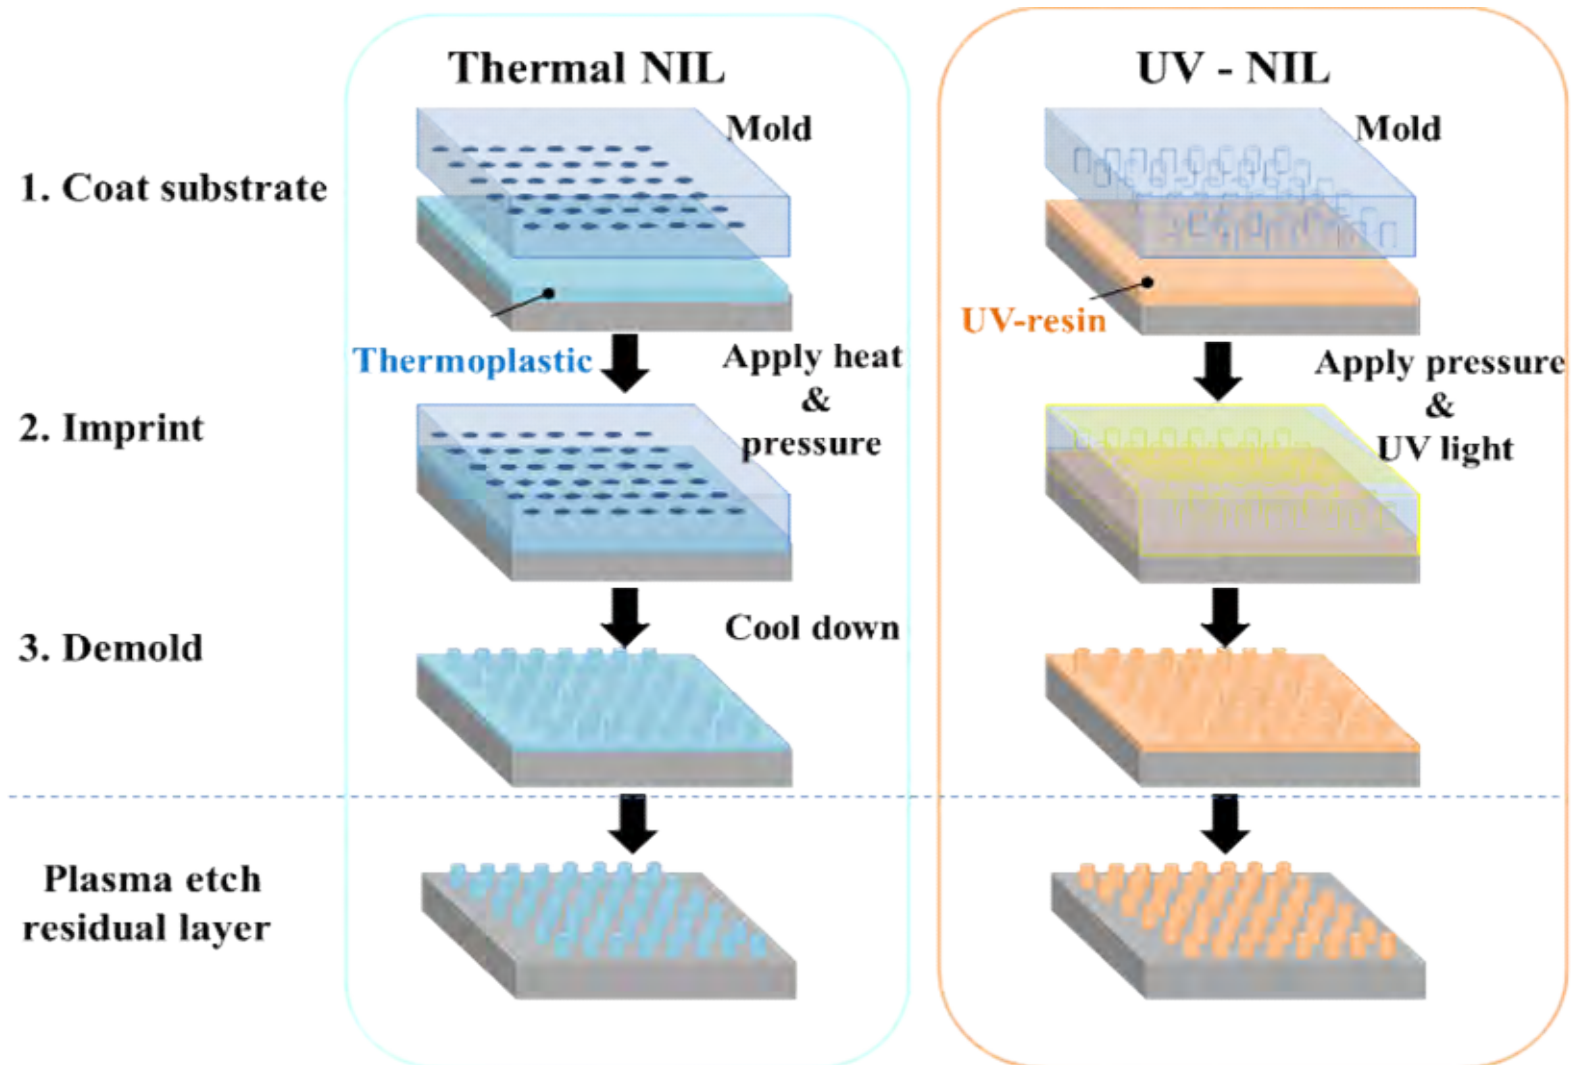 Thermal NIL
UV - NIL
Mold
Mold
1. Coat substrate
UV-resin
Thermoplastic
Apply heat
&
pressure
Apply pressure
&
UV light
2. Imprint
Cool down
3. Demold
Plasma etch
residual layer